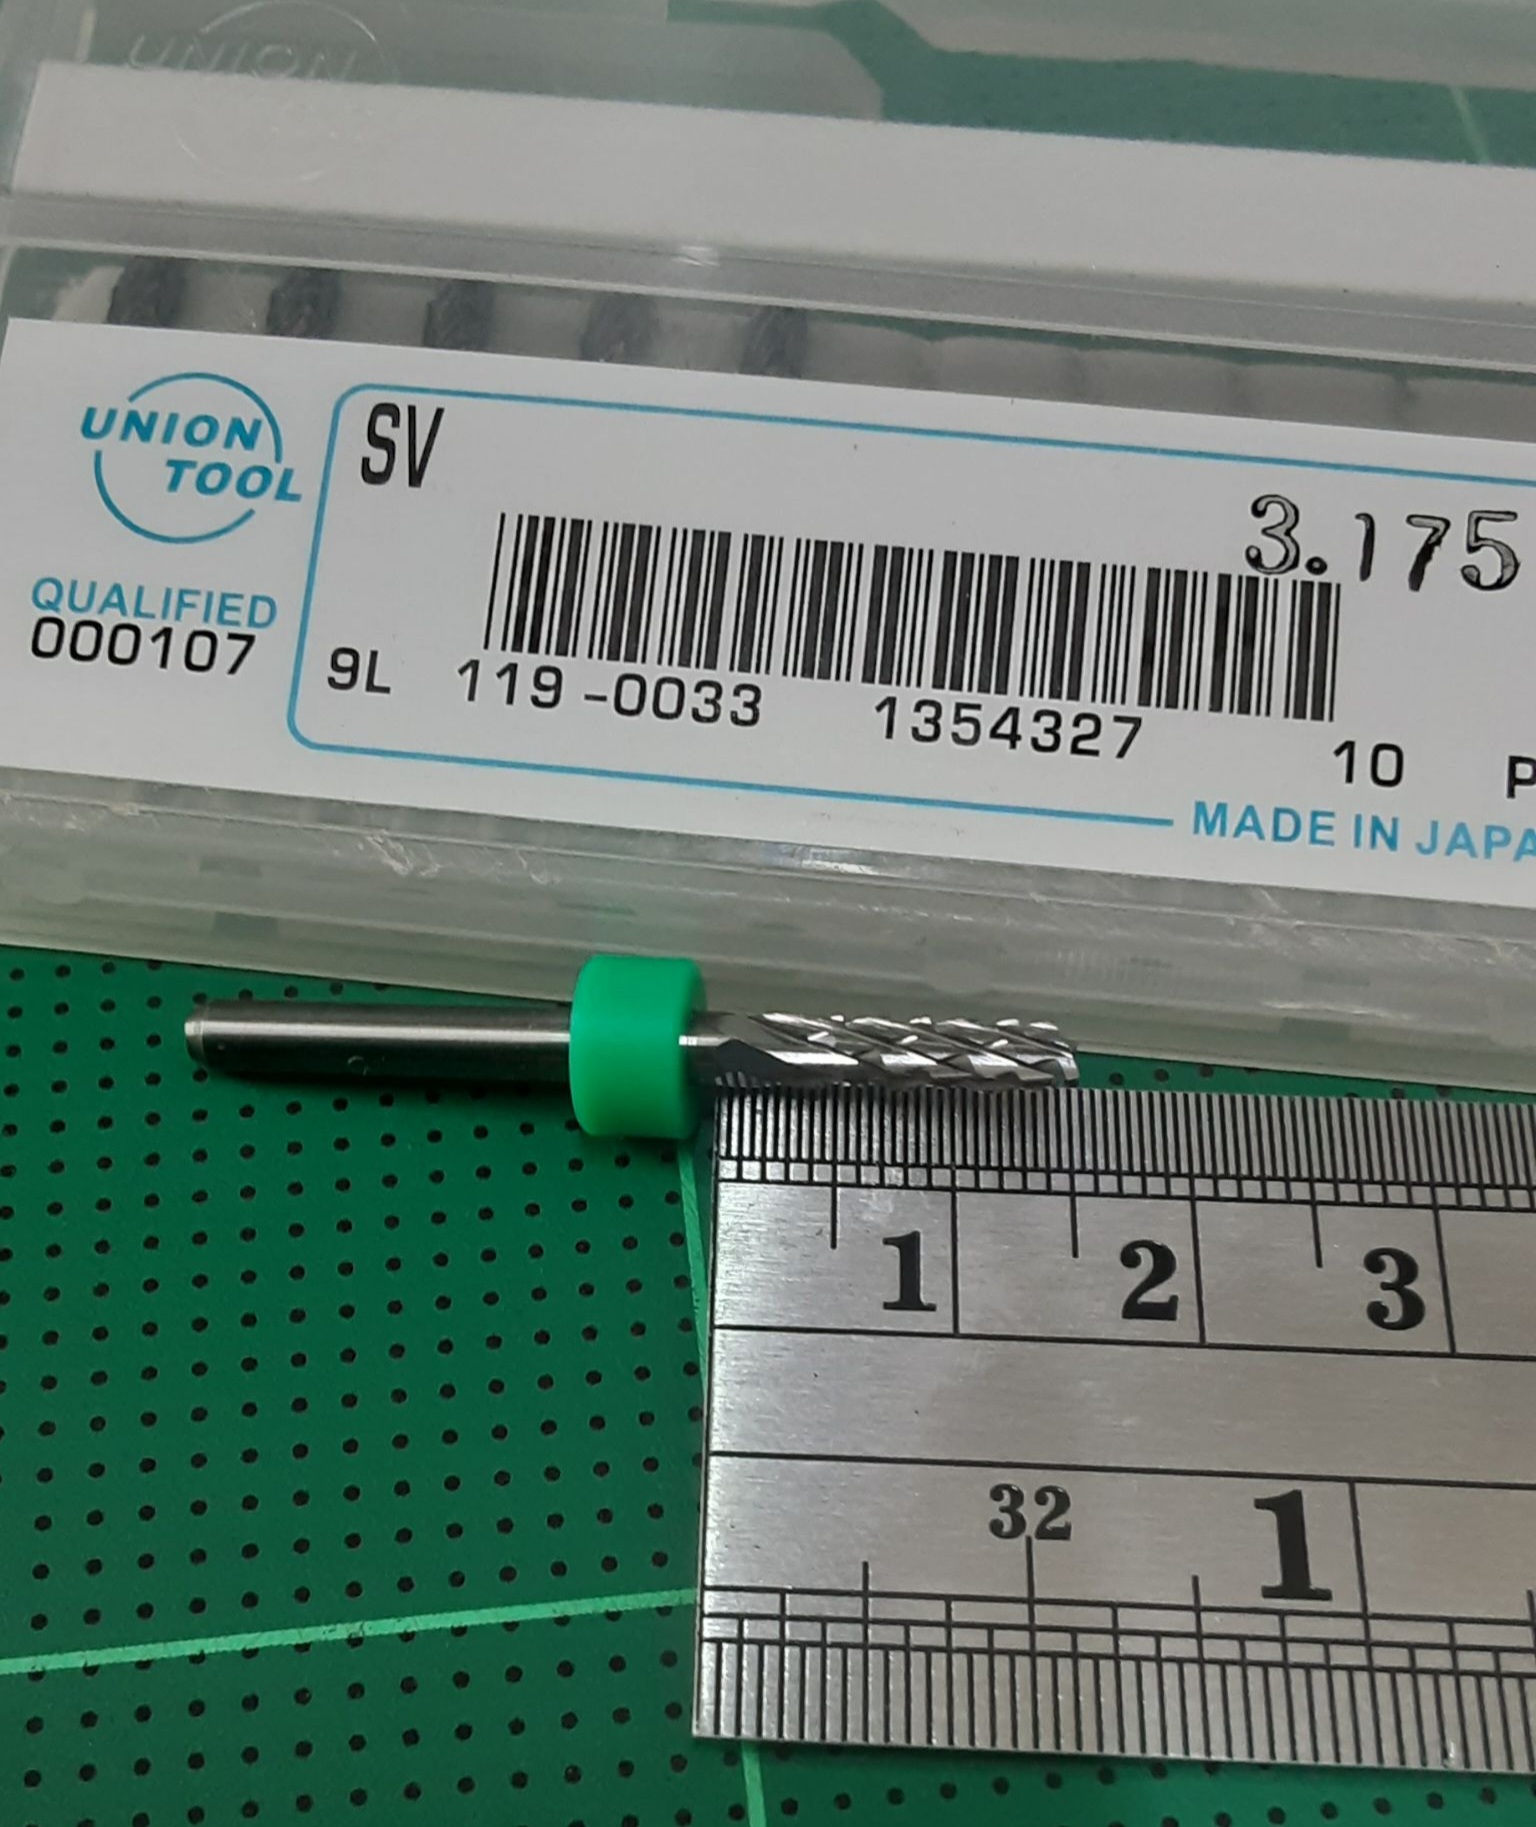 UNION
UNION
TOOL
SV
3.175
QUALIFIED
000107
9L 119-0033 1354327 10 P
MADE IN JAPA
1 2 3
32
1